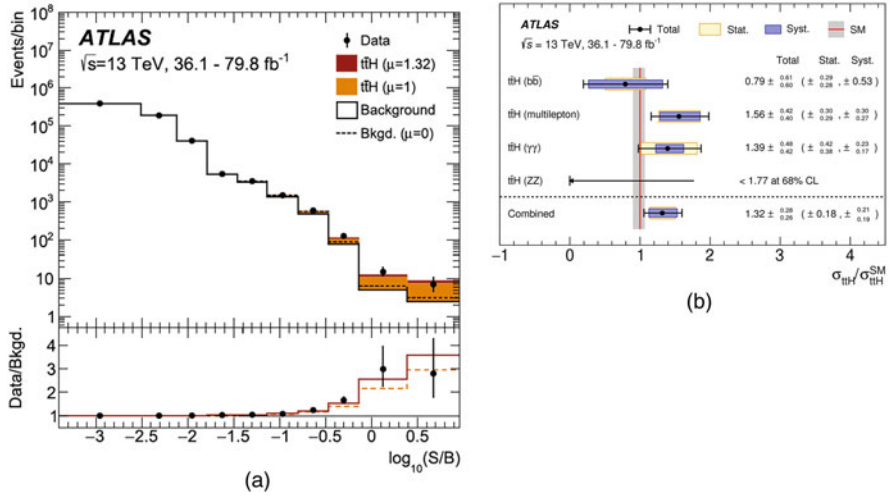 Events/bin
10⁸
10⁷
10⁶
10⁵
10⁴
10³
10²
10
1
ATLAS
√s=13 TeV, 36.1 - 79.8 fb⁻¹
Data
tt̄H (μ=1.32)
tt̄H (μ=1)
Background
Bkgd. (μ=0)
Data/Bkgd.
4
3
2
1
−3 −2.5 −2 −1.5 −1 −0.5 0 0.5
log₁₀(S/B)
(a)
ATLAS
√s = 13 TeV, 36.1 - 79.8 fb⁻¹
Total Stat. Syst. SM
Total Stat. Syst.
tt̄H (bb̄) 0.79 ± 0.61 0.60 ( ± 0.29 0.28 , ± 0.53 )
tt̄H (multilepton) 1.56 ± 0.42 0.40 ( ± 0.30 0.29 , ± 0.30 0.27 )
tt̄H (γγ) 1.39 ± 0.48 0.42 ( ± 0.42 0.38 , ± 0.23 0.17 )
tt̄H (ZZ) < 1.77 at 68% CL
Combined 1.32 ± 0.28 0.26 ( ± 0.18 , ± 0.21 0.19 )
−1 0 1 2 3 4
σttH/σSMttH
(b)